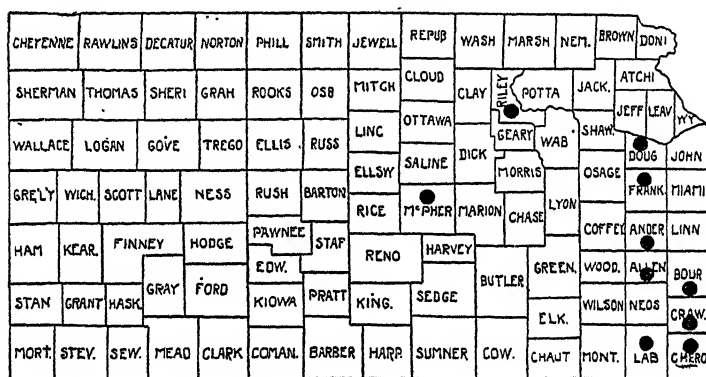 CHEYENNE RAWLINS DECATUR NORTON PHILL SMITH JEWELL REPUB WASH MARSH NEM. BROWN DONI
SHERMAN THOMAS SHERI GRAH ROOKS OSB MITCH CLOUD CLAY RILEY POTTA JACK. ATCHI
JEFF LEAV WY
WALLACE LOGAN GOVE TREGO ELLIS RUSS LINC OTTAWA DICK GEARY WAB SHAW. DOUG JOHN
GRE'LY WICH. SCOTT LANE NESS RUSH BARTON ELLSW SALINE MORRIS OSAGE FRANK. MIAMI
RICE McPHER MARION CHASE LYON
HAM KEAR. FINNEY HODGE PAWNEE STAF COFFEY ANDER LINN
EDW. RENO HARVEY
GRAY FORD BUTLER GREEN. WOOD. ALLEN BOUR
STAN GRANT HASK. KIOWA PRATT KING. SEDGE WILSON NEOS CRAW.
ELK.
MORT. STEV. SEW. MEAD CLARK COMAN. BARBER HARP. SUMNER COW. CHAUT MONT. LAB CHERO